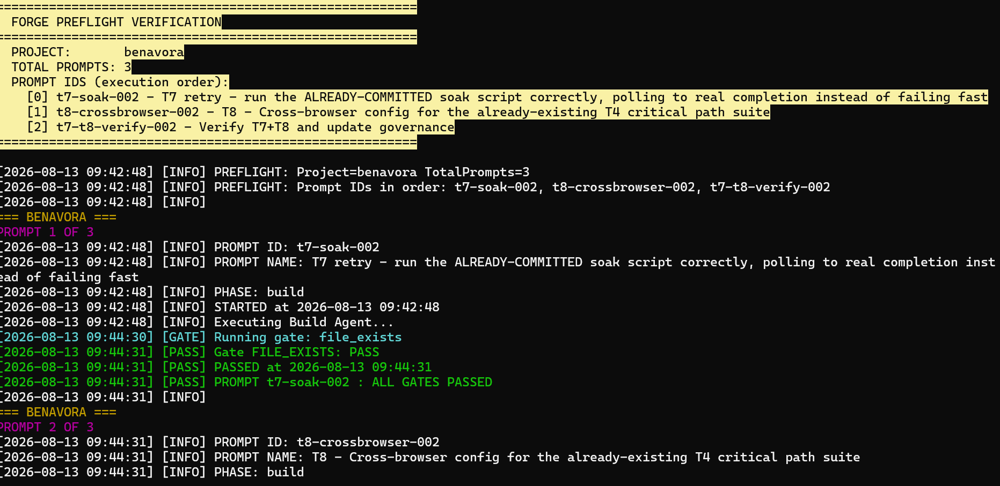 =======================================================
FORGE PREFLIGHT VERIFICATION
=======================================================
PROJECT:       benavora
TOTAL PROMPTS: 3
PROMPT IDS (execution order):
[0] t7-soak-002 - T7 retry - run the ALREADY-COMMITTED soak script correctly, polling to real completion instead of failing fast
[1] t8-crossbrowser-002 - T8 - Cross-browser config for the already-existing T4 critical path suite
[2] t7-t8-verify-002 - Verify T7+T8 and update governance
=======================================================
[2026-08-13 09:42:48] [INFO] PREFLIGHT: Project=benavora TotalPrompts=3
[2026-08-13 09:42:48] [INFO] PREFLIGHT: Prompt IDs in order: t7-soak-002, t8-crossbrowser-002, t7-t8-verify-002
[2026-08-13 09:42:48] [INFO]
=== BENAVORA ===
PROMPT 1 OF 3
[2026-08-13 09:42:48] [INFO] PROMPT ID: t7-soak-002
[2026-08-13 09:42:48] [INFO] PROMPT NAME: T7 retry - run the ALREADY-COMMITTED soak script correctly, polling to real completion inst
ead of failing fast
[2026-08-13 09:42:48] [INFO] PHASE: build
[2026-08-13 09:42:48] [INFO] STARTED at 2026-08-13 09:42:48
[2026-08-13 09:42:48] [INFO] Executing Build Agent...
[2026-08-13 09:44:30] [GATE] Running gate: file_exists
[2026-08-13 09:44:31] [PASS] Gate FILE_EXISTS: PASS
[2026-08-13 09:44:31] [PASS] PASSED at 2026-08-13 09:44:31
[2026-08-13 09:44:31] [PASS] PROMPT t7-soak-002 : ALL GATES PASSED
[2026-08-13 09:44:31] [INFO]
=== BENAVORA ===
PROMPT 2 OF 3
[2026-08-13 09:44:31] [INFO] PROMPT ID: t8-crossbrowser-002
[2026-08-13 09:44:31] [INFO] PROMPT NAME: T8 - Cross-browser config for the already-existing T4 critical path suite
[2026-08-13 09:44:31] [INFO] PHASE: build